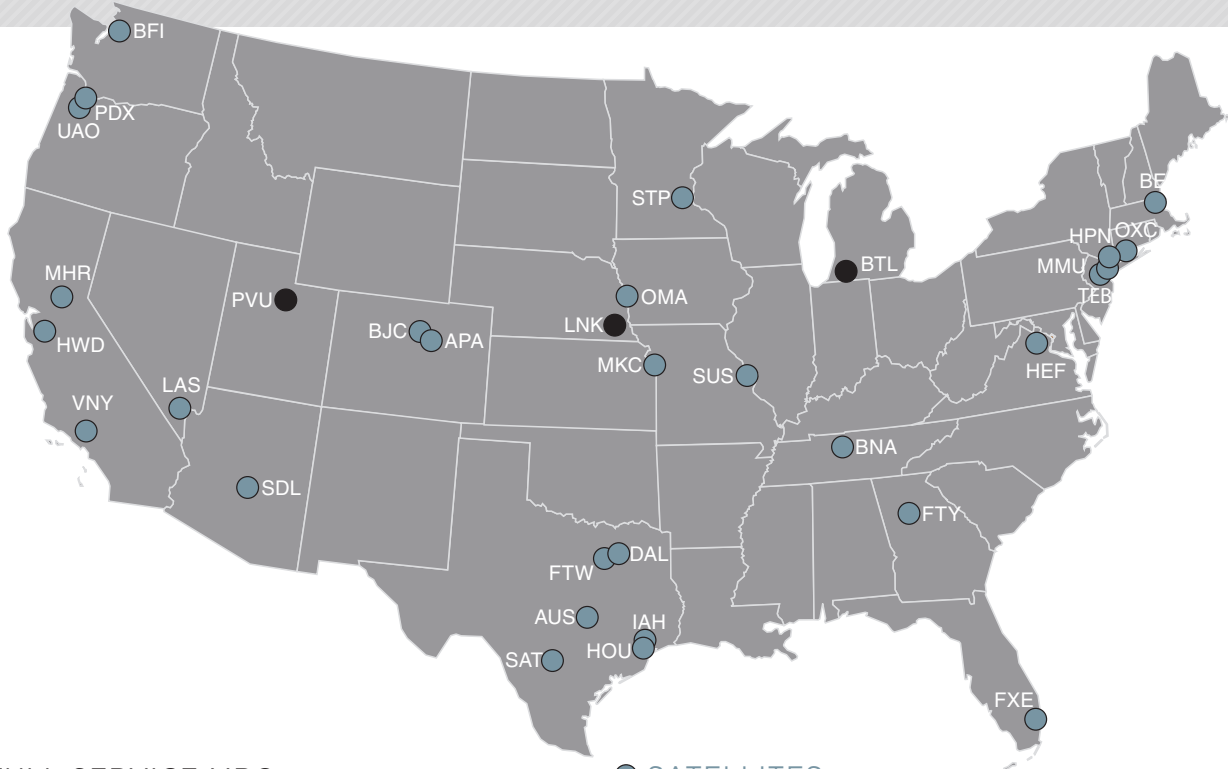 BFI
PDX
UAO
STP
BE
HPN OXC
MMU
TEB
BTL
MHR
PVU
OMA
LNK
HWD
BJC
APA
MKC
SUS
HEF
LAS
VNY
BNA
SDL
FTY
DAL
FTW
AUS
IAH
HOU
SAT
FXE
SATELLITES